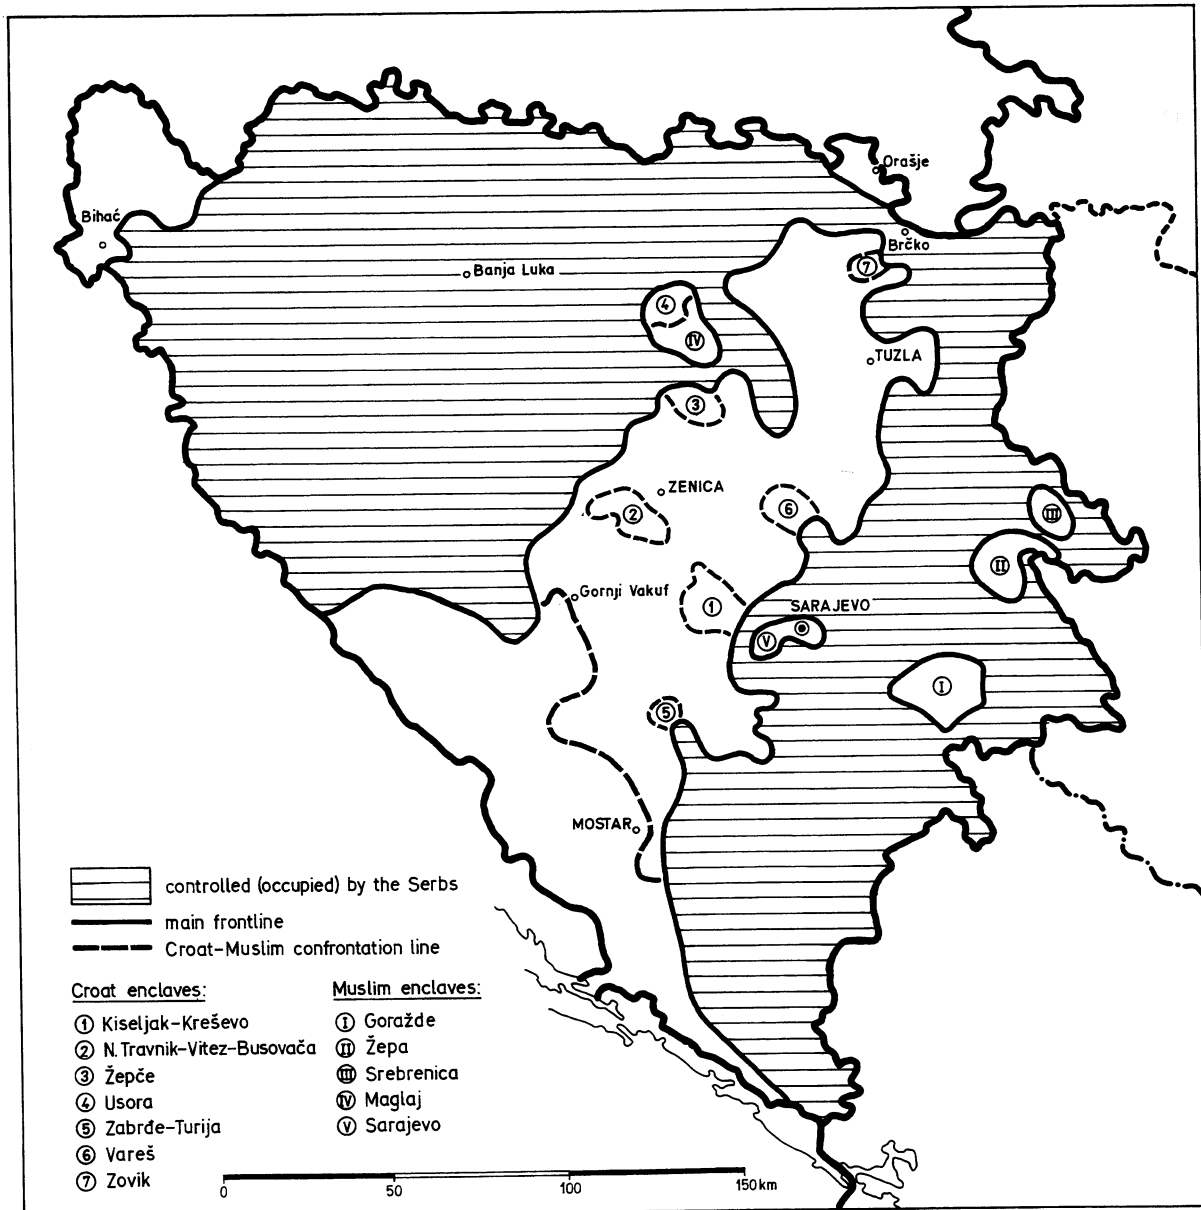 Orašje
Bihać
Brčko
7
Banja Luka
4
IV
TUZLA
3
ZENICA
2
6
III
II
Gornji Vakuf
1
SARAJEVO
V
I
5
MOSTAR
controlled (occupied) by the Serbs
main frontline
Croat-Muslim confrontation line
Croat enclaves:
1 Kiseljak-Kreševo
2 N.Travnik-Vitez-Busovača
3 Žepče
4 Usora
5 Zabrđe-Turija
6 Vareš
7 Zovik
Muslim enclaves:
I Goražde
II Žepa
III Srebrenica
IV Maglaj
V Sarajevo
0 50 100 150km